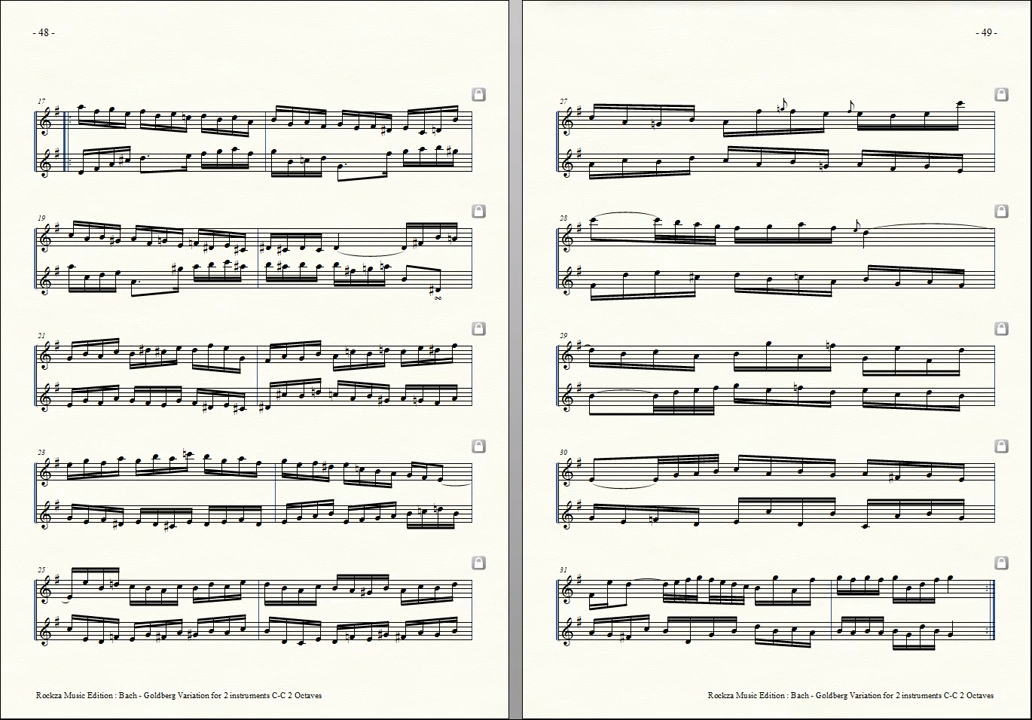 - 48 -
17
19
21
23
25
Rockza Music Edition : Bach - Goldberg Variation for 2 instruments C-C 2 Octaves
- 49 -
27
28
29
30
31
Rockza Music Edition : Bach - Goldberg Variation for 2 instruments C-C 2 Octaves